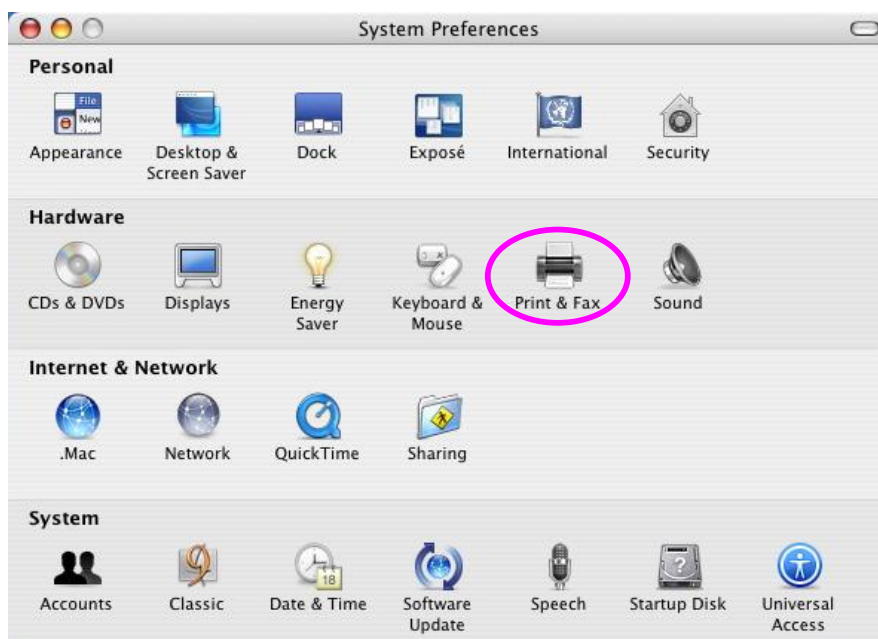 System Preferences
Personal
File
New
Appearance
Desktop &
Screen Saver
Dock
Exposé
International
Security
Hardware
CDs & DVDs
Displays
Energy
Saver
Keyboard &
Mouse
Print & Fax
Sound
Internet & Network
.Mac
Network
QuickTime
Sharing
System
9
18
?
Accounts
Classic
Date & Time
Software
Update
Speech
Startup Disk
Universal
Access